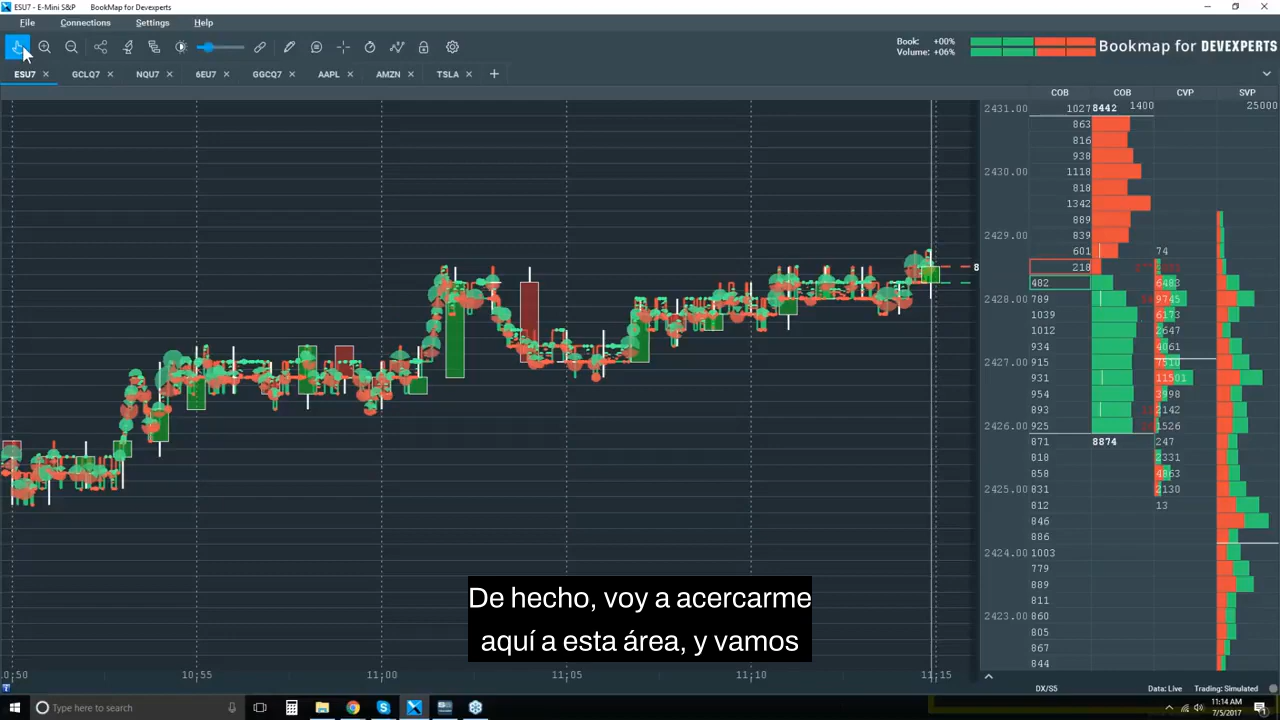 ESU7 - E-Mini S&P
BookMap for Devexperts
File Connections Settings Help
Book: +00%
Volume: +06%
Bookmap for DEVEXPERTS
ESU7 GCLQ7 NQU7 6EU7 GGCQ7 AAPL AMZN TSLA
COB COB CVP SVP
2431.00 1027 8442 1400 25000
863
816
938
2430.00 1118
818
1342
889
2429.00 839
601 74
218
8
482 6483
2428.00 789 9745
1039 6173
1012 2647
934 4061
2427.00 915 7510
931 11501
954 3998
893 2142
2426.00 925 1526
871 8874 247
818 2331
858 4863
2425.00 831 2130
812 13
846
886
2424.00 1003
779
889
811
2423.00 860
805
867
844
De hecho, voy a acercarme
aquí a esta área, y vamos
10:50 10:55 11:00 11:05 11:10 11:15
DX/S5 Data: Live Trading: Simulated
Type here to search
11:14 AM
7/5/2017